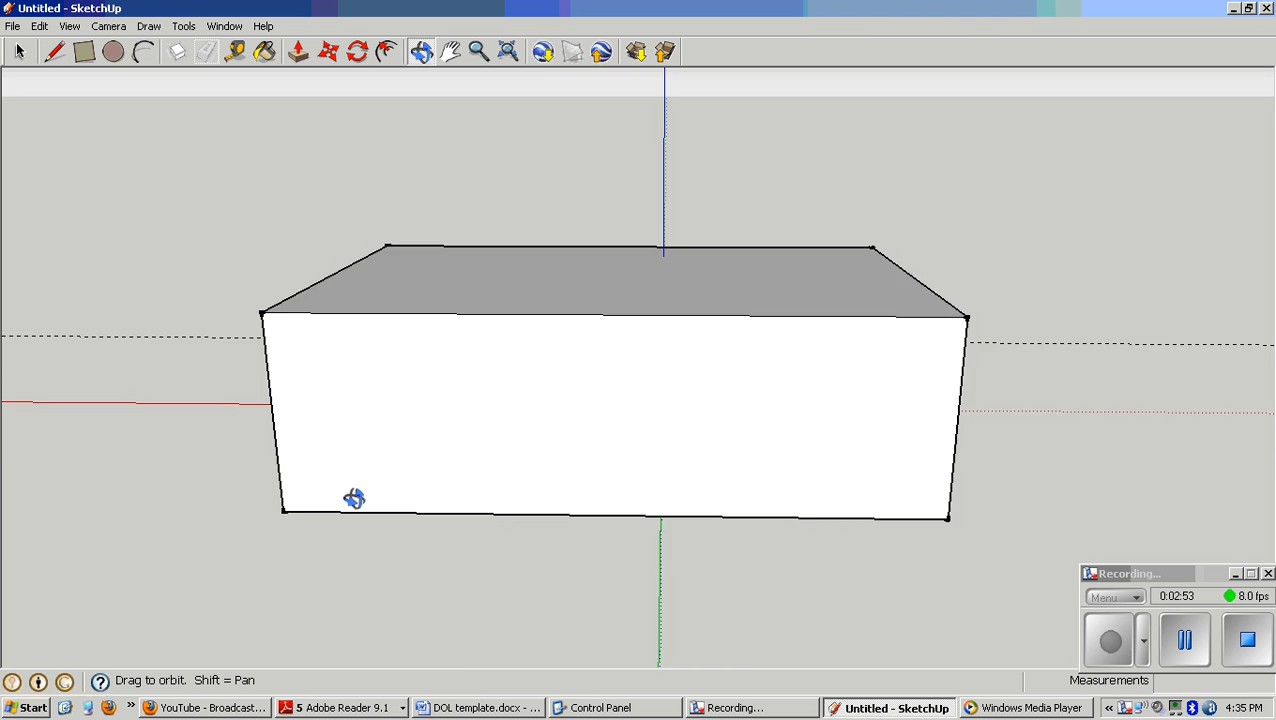 Untitled - SketchUp
File Edit View Camera Draw Tools Window Help
Recording...
Menu 0:02:53 8.0 fps
Drag to orbit. Shift = Pan Measurements
Start » YouTube - Broadcast... 5 Adobe Reader 9.1 DOL template.docx - ... Control Panel Recording... Untitled - SketchUp Windows Media Player « 4:35 PM